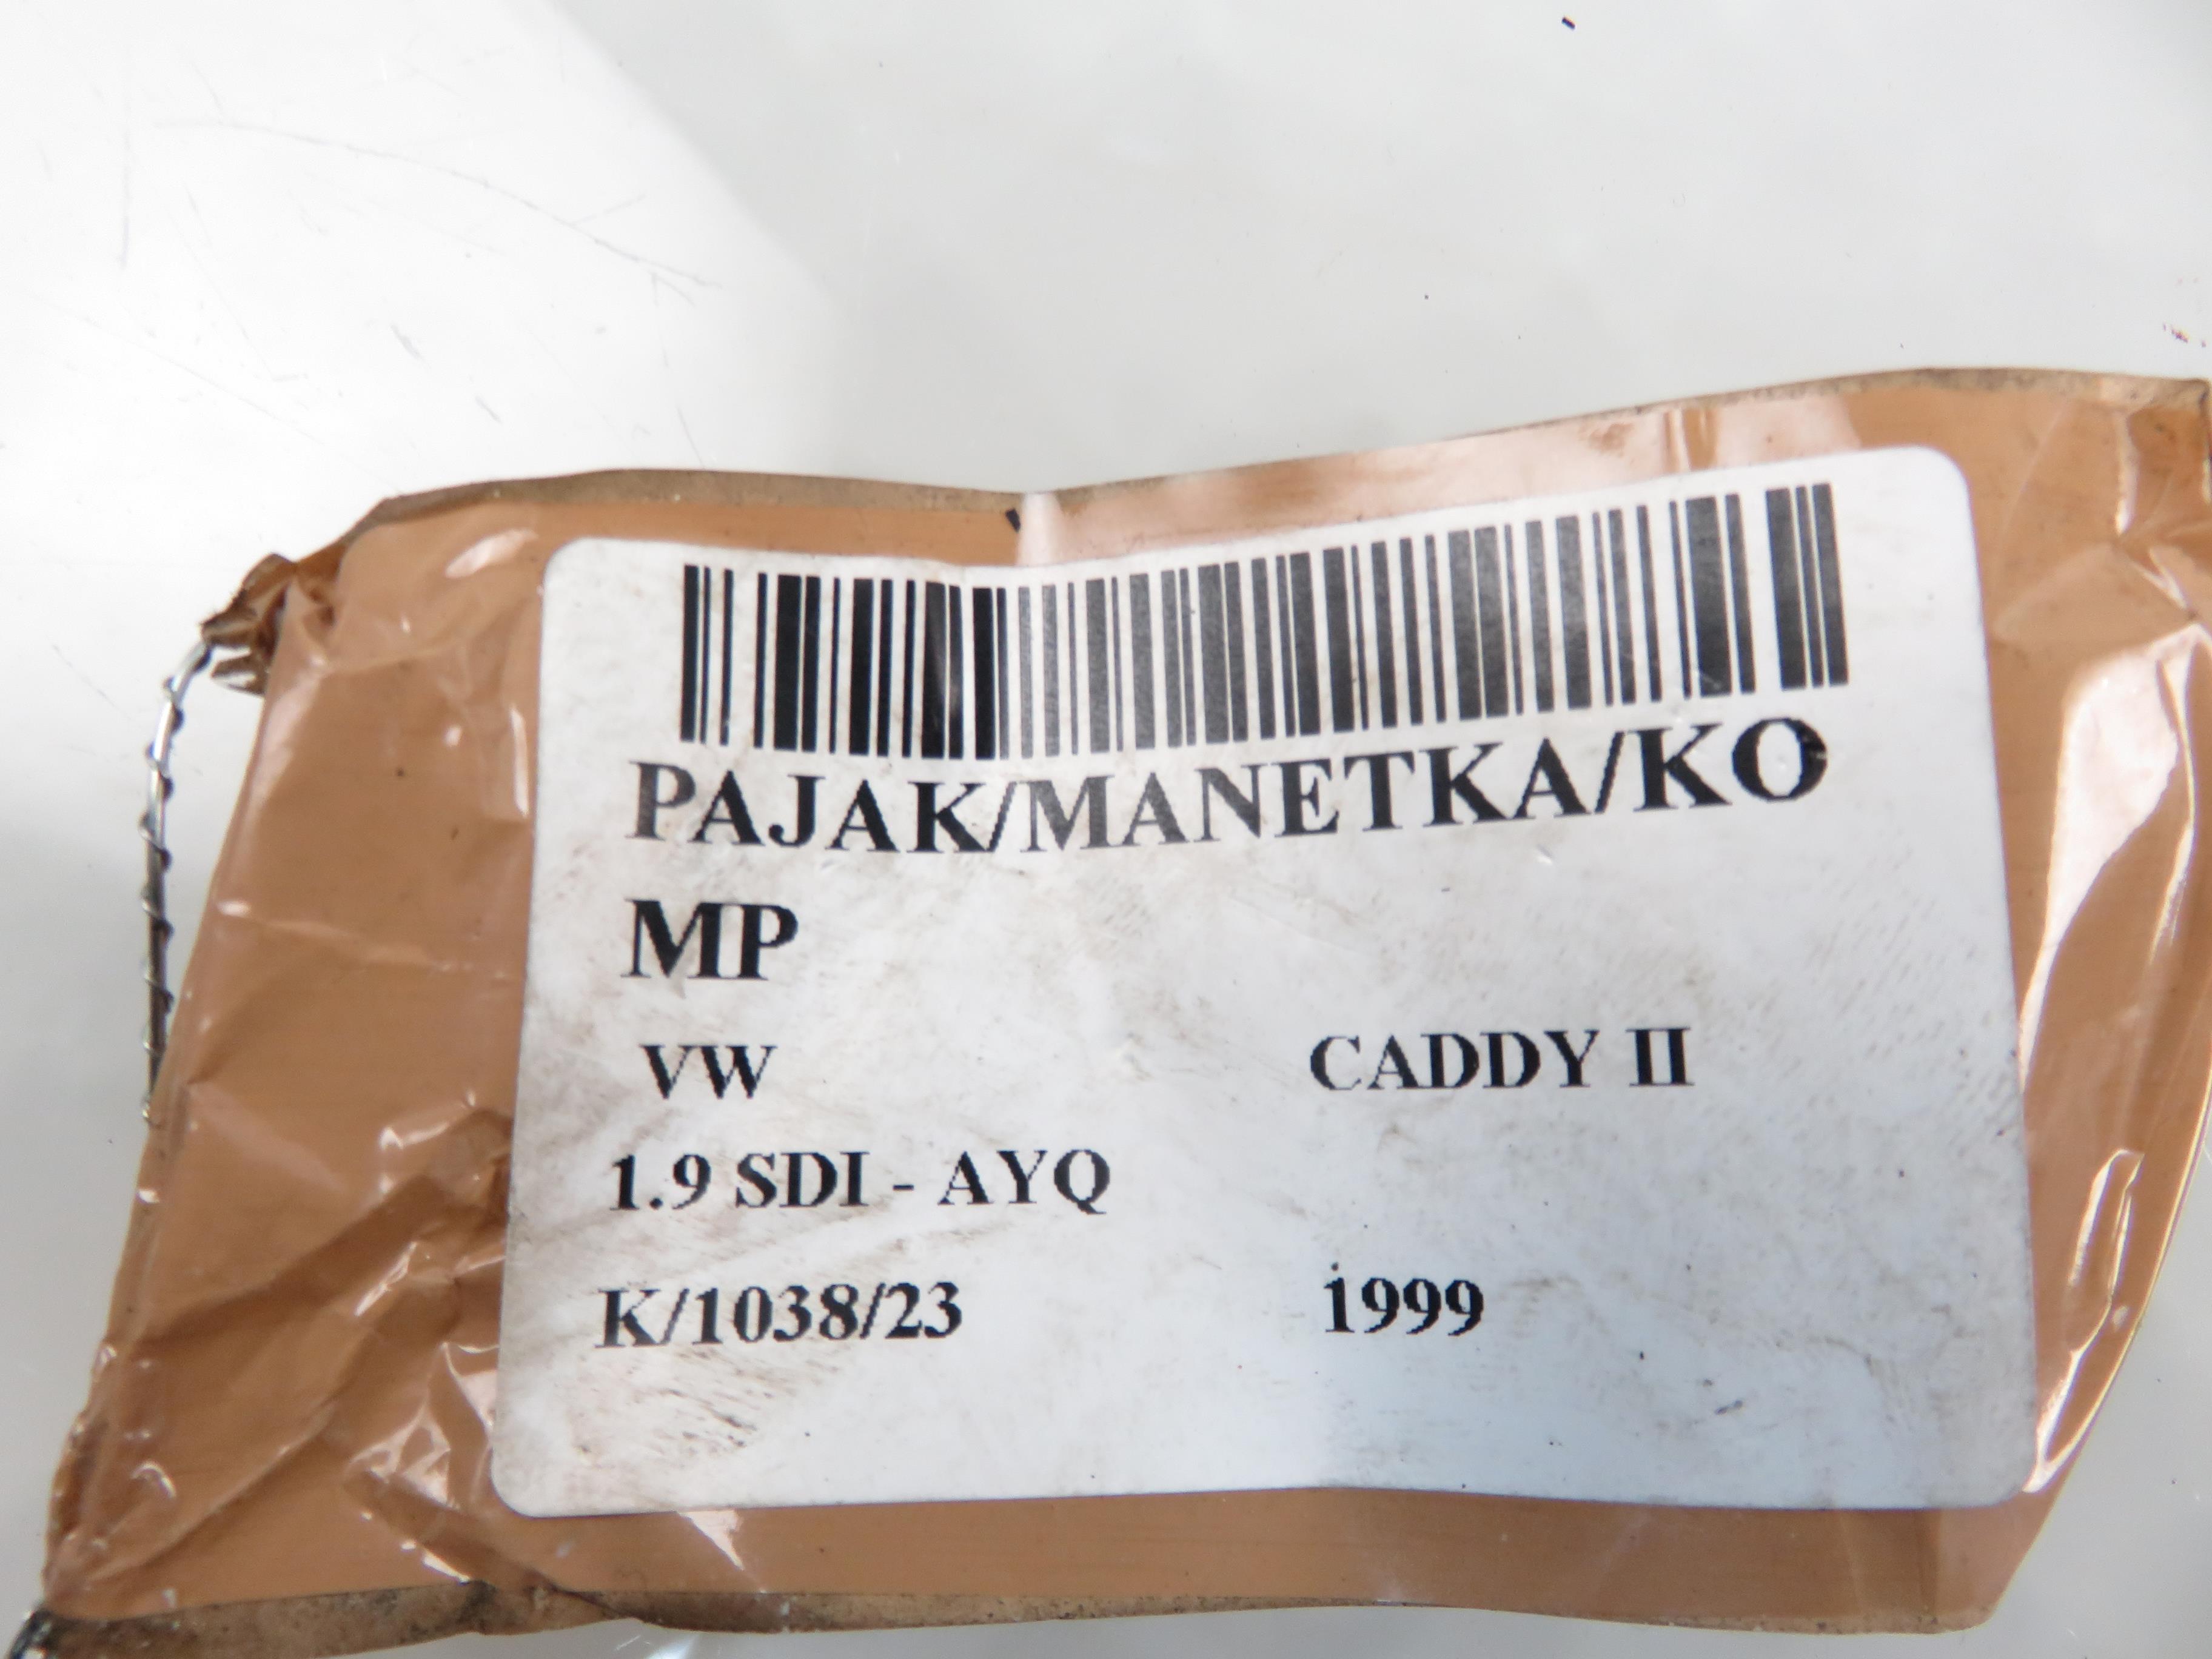 PAJAK/MANETKA/KO
MP
VW CADDY II
1.9 SDI - AYQ
K/1038/23 1999